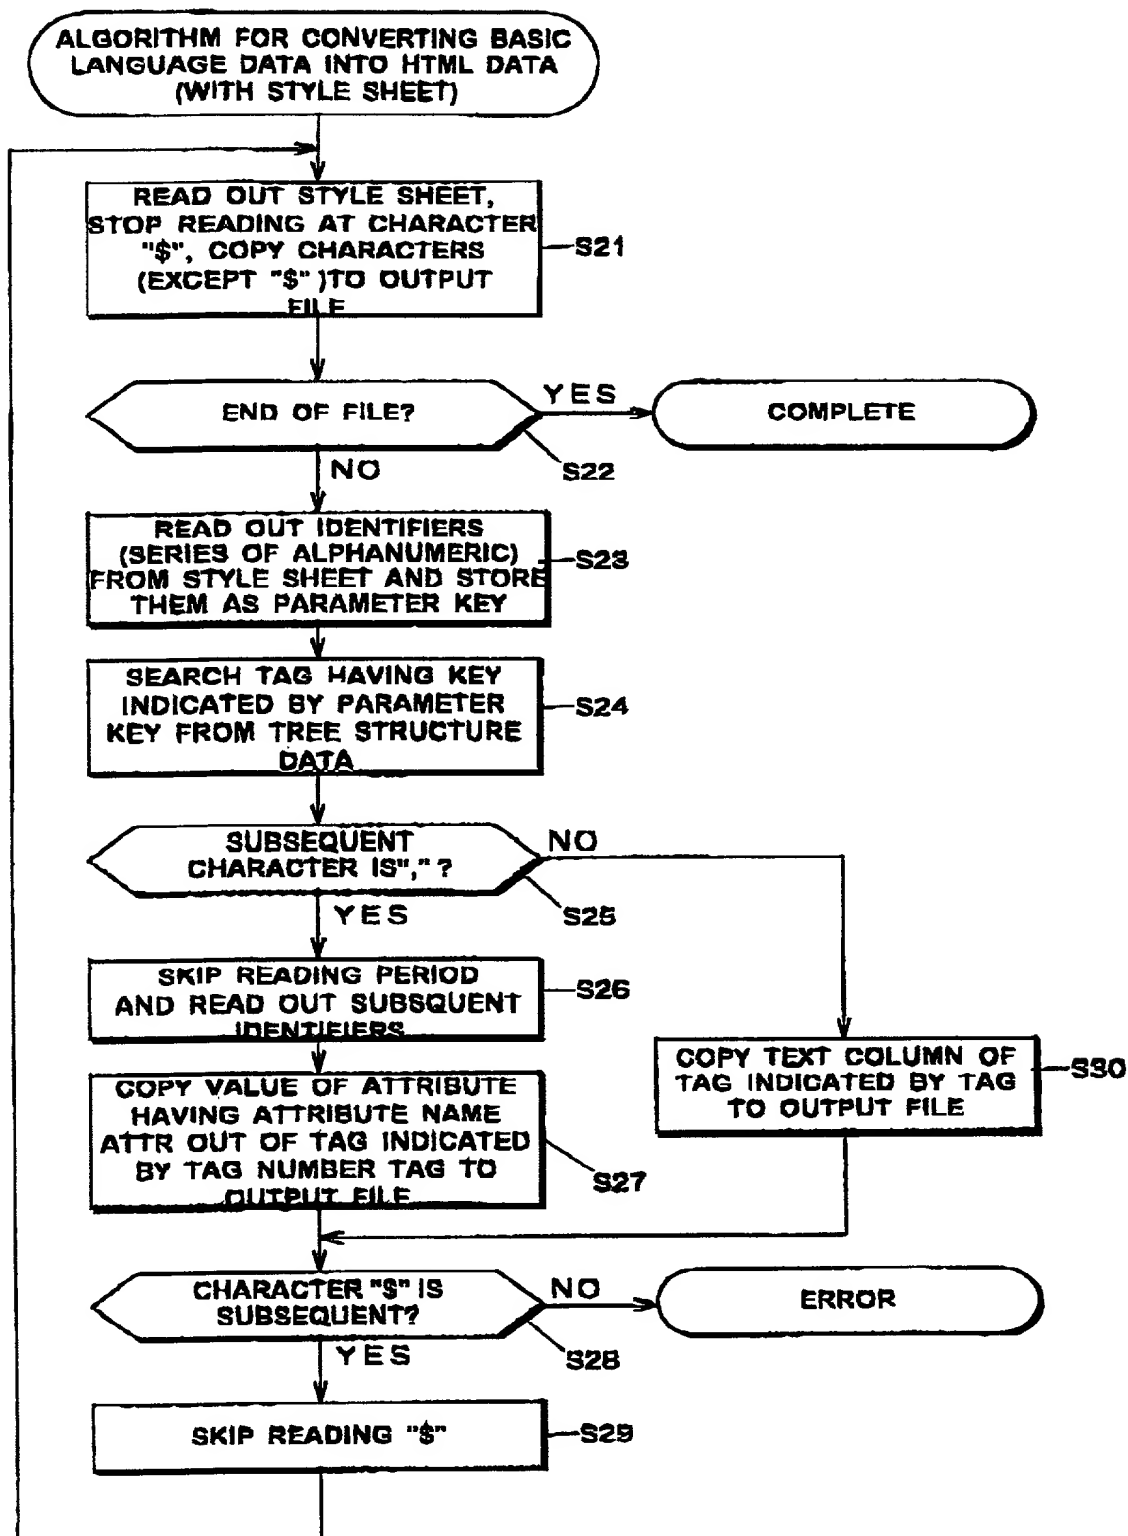 ALGORITHM FOR CONVERTING BASIC
LANGUAGE DATA INTO HTML DATA
(WITH STYLE SHEET)
READ OUT STYLE SHEET,
STOP READING AT CHARACTER
"$", COPY CHARACTERS
(EXCEPT "$" )TO OUTPUT
FILE
S21
END OF FILE?
YES
COMPLETE
S22
NO
READ OUT IDENTIFIERS
(SERIES OF ALPHANUMERIC)
FROM STYLE SHEET AND STORE
THEM AS PARAMETER KEY
S23
SEARCH TAG HAVING KEY
INDICATED BY PARAMETER
KEY FROM TREE STRUCTURE
DATA
S24
SUBSEQUENT
CHARACTER IS"," ?
NO
S25
YES
SKIP READING PERIOD
AND READ OUT SUBSQUENT
IDENTIFIERS
S26
COPY TEXT COLUMN OF
TAG INDICATED BY TAG
TO OUTPUT FILE
S30
COPY VALUE OF ATTRIBUTE
HAVING ATTRIBUTE NAME
ATTR OUT OF TAG INDICATED
BY TAG NUMBER TAG TO
OUTPUT FILE
S27
CHARACTER "$" IS
SUBSEQUENT?
NO
ERROR
S28
YES
SKIP READING "$"
S29